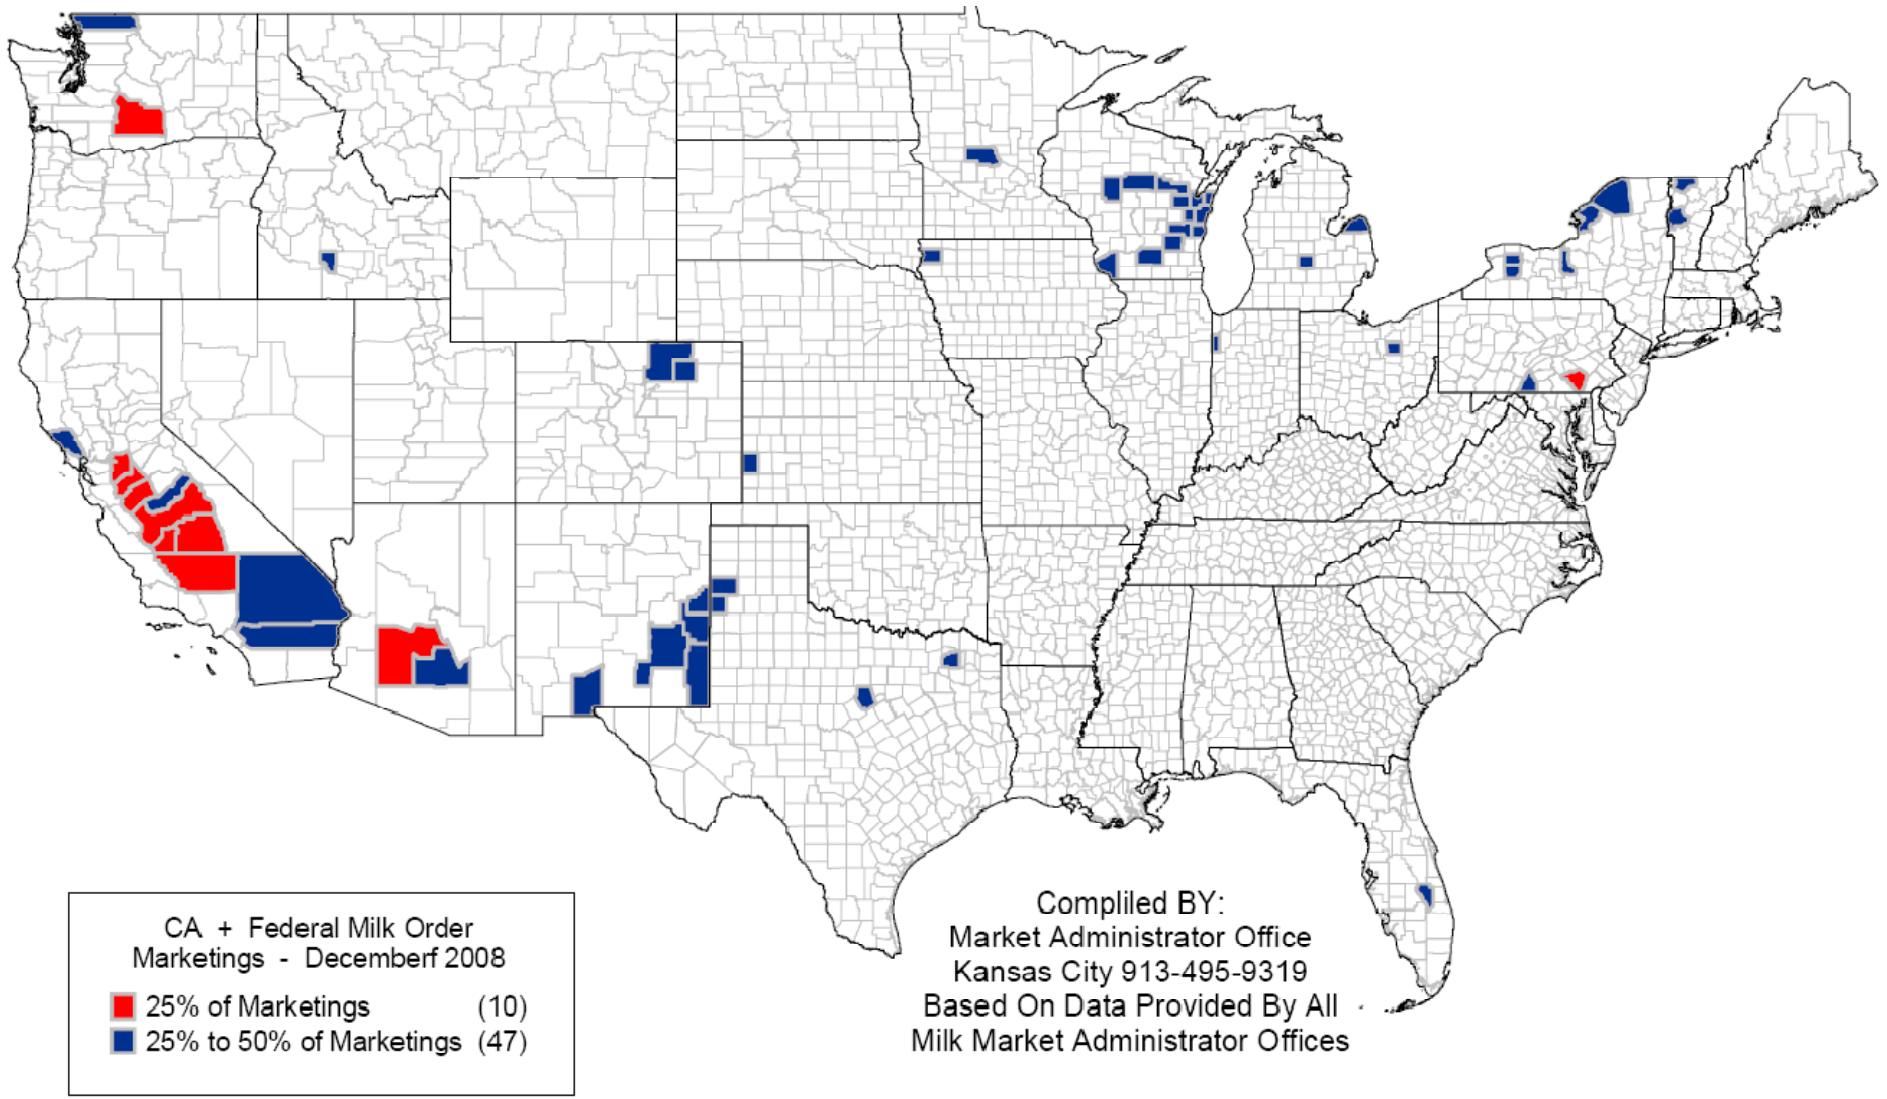 CA + Federal Milk Order
Marketings - Decemberf 2008
25% of Marketings (10)
25% to 50% of Marketings (47)
Compliled BY:
Market Administrator Office
Kansas City 913-495-9319
Based On Data Provided By All
Milk Market Administrator Offices